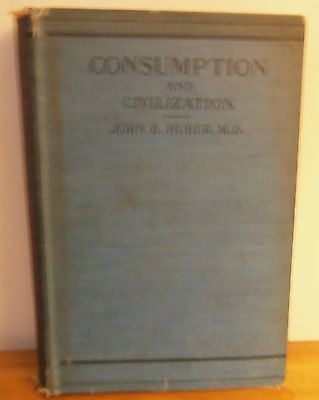 CONSUMPTION
AND
CIVILIZATION
JOHN B. HUBER, M.D.